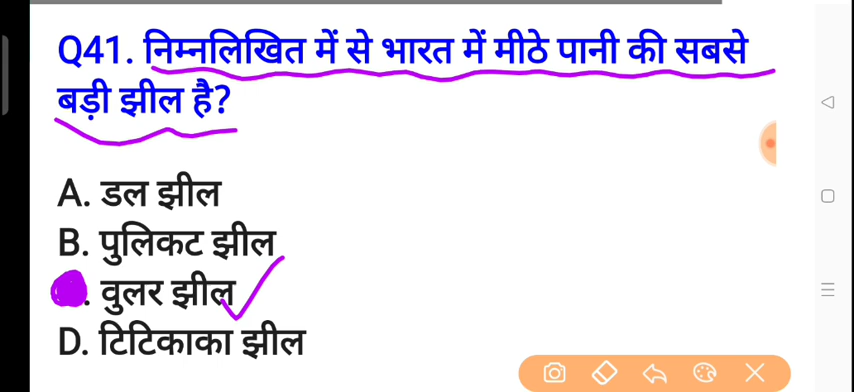 Q41. निम्नलिखित में से भारत में मीठे पानी की सबसे
बड़ी झील है?
A. डल झील
B. पुलिकट झील
. वुलर झील
D. टिटिकाका झील